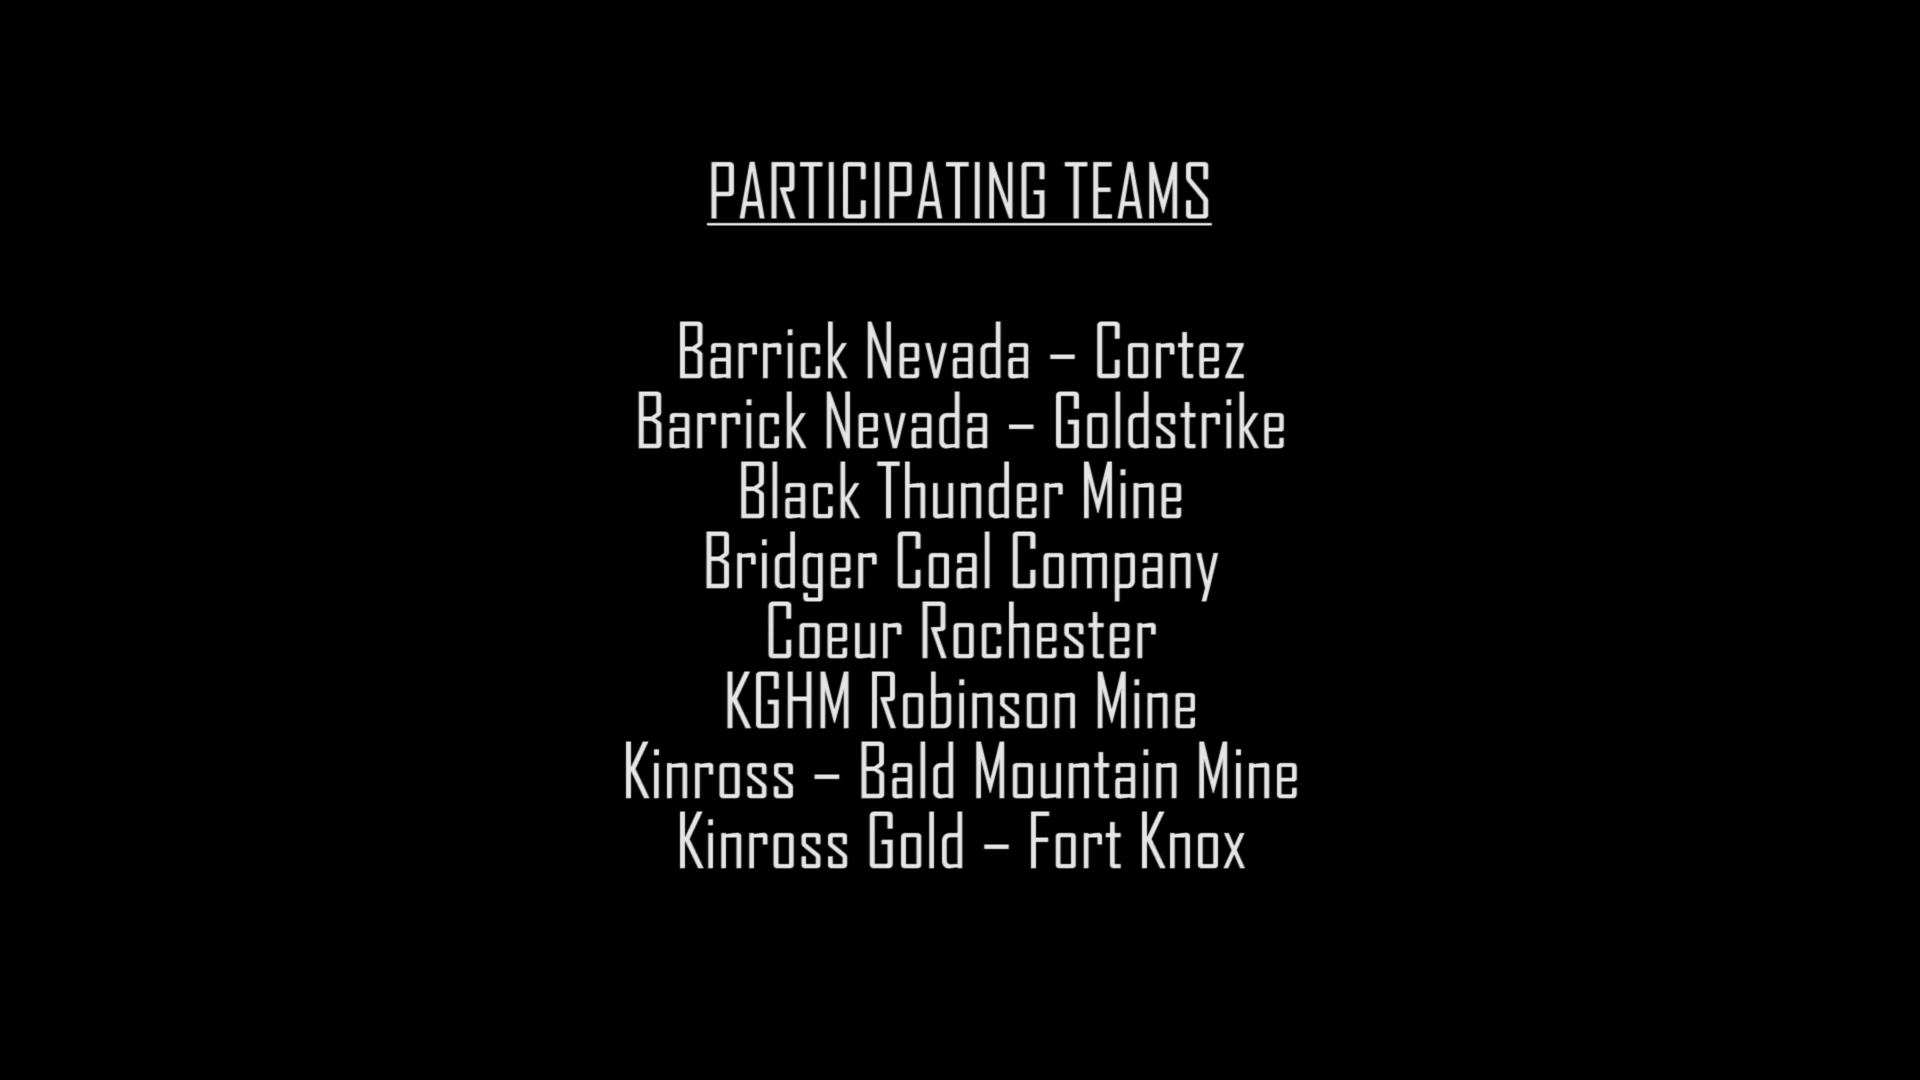 PARTICIPATING TEAMS
Barrick Nevada – Cortez
Barrick Nevada – Goldstrike
Black Thunder Mine
Bridger Coal Company
Coeur Rochester
KGHM Robinson Mine
Kinross – Bald Mountain Mine
Kinross Gold – Fort Knox